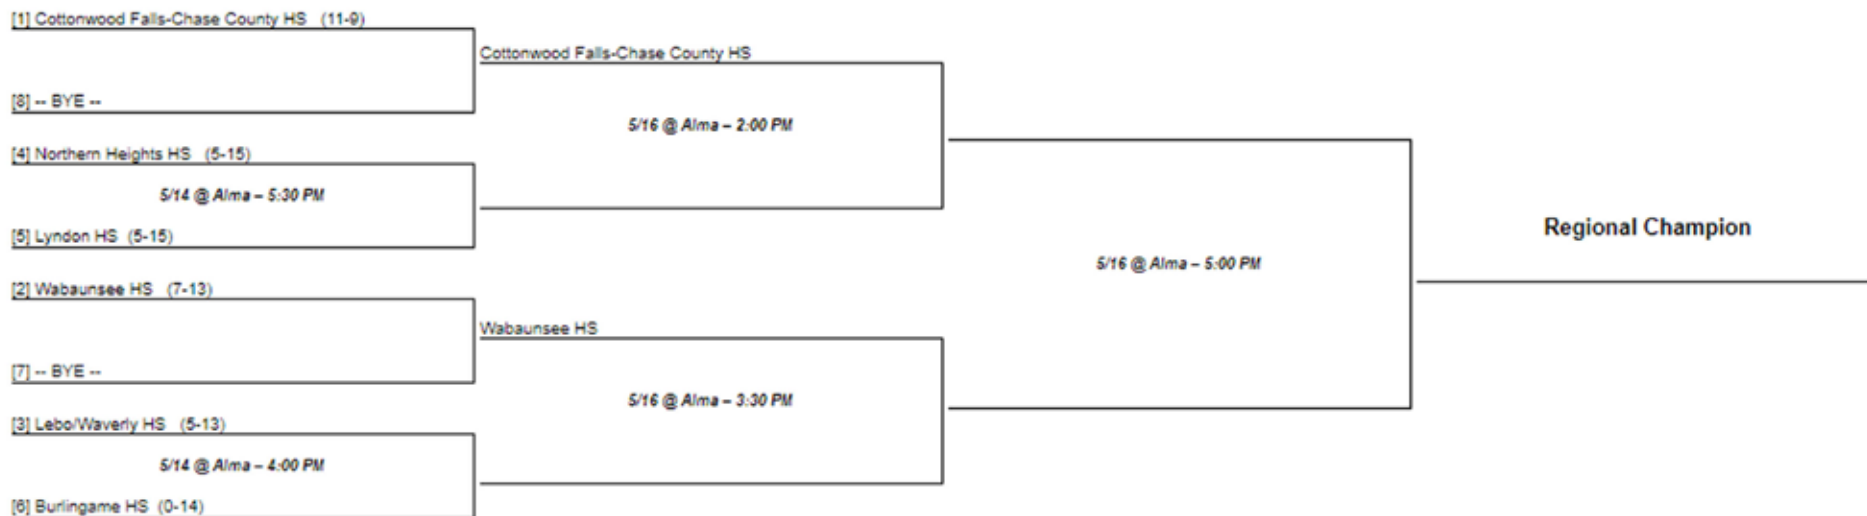 [1] Cottonwood Falls-Chase County HS (11-9)
Cottonwood Falls-Chase County HS
[8] -- BYE --
5/16 @ Alma – 2:00 PM
[4] Northern Heights HS (5-15)
5/14 @ Alma – 5:30 PM
[5] Lyndon HS (5-15)
Regional Champion
5/16 @ Alma – 5:00 PM
[2] Wabaunsee HS (7-13)
Wabaunsee HS
[7] -- BYE --
5/16 @ Alma – 3:30 PM
[3] Lebo/Waverly HS (5-13)
5/14 @ Alma – 4:00 PM
[6] Burlingame HS (0-14)